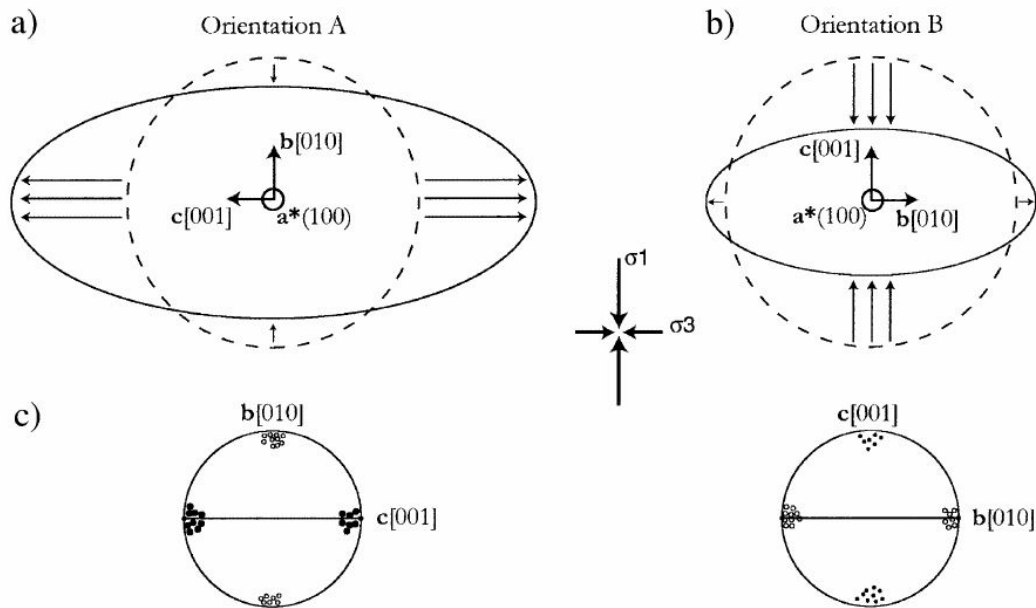 a)
Orientation A
b[010]
c[001]
a*(100)
b)
Orientation B
c[001]
a*(100)
b[010]
σ1
σ3
c)
b[010]
c[001]
c[001]
b[010]